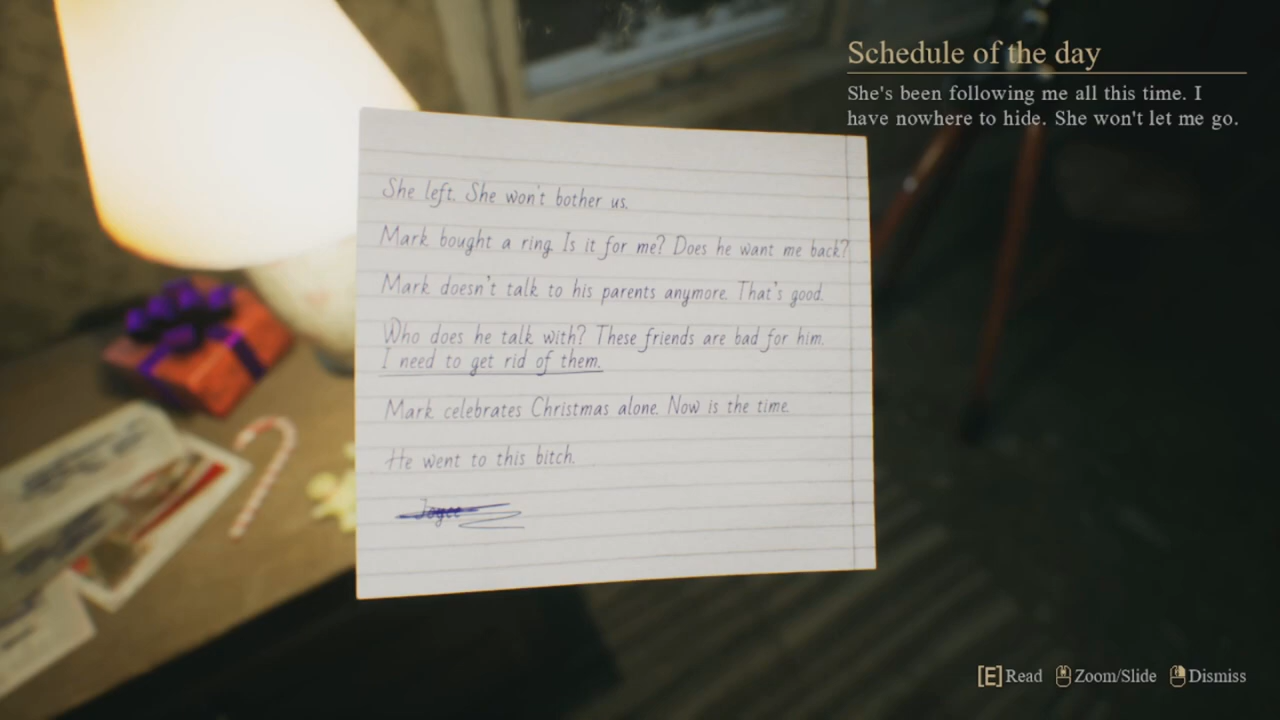 Schedule of the day
She's been following me all this time. I
have nowhere to hide. She won't let me go.
She left. She won't bother us.
Mark bought a ring. Is it for me? Does he want me back?
Mark doesn't talk to his parents anymore. That's good.
Who does he talk with? These friends are bad for him.
I need to get rid of them.
Mark celebrates Christmas alone. Now is the time.
He went to this bitch.
Joyce
[E] Read
Zoom/Slide
Dismiss